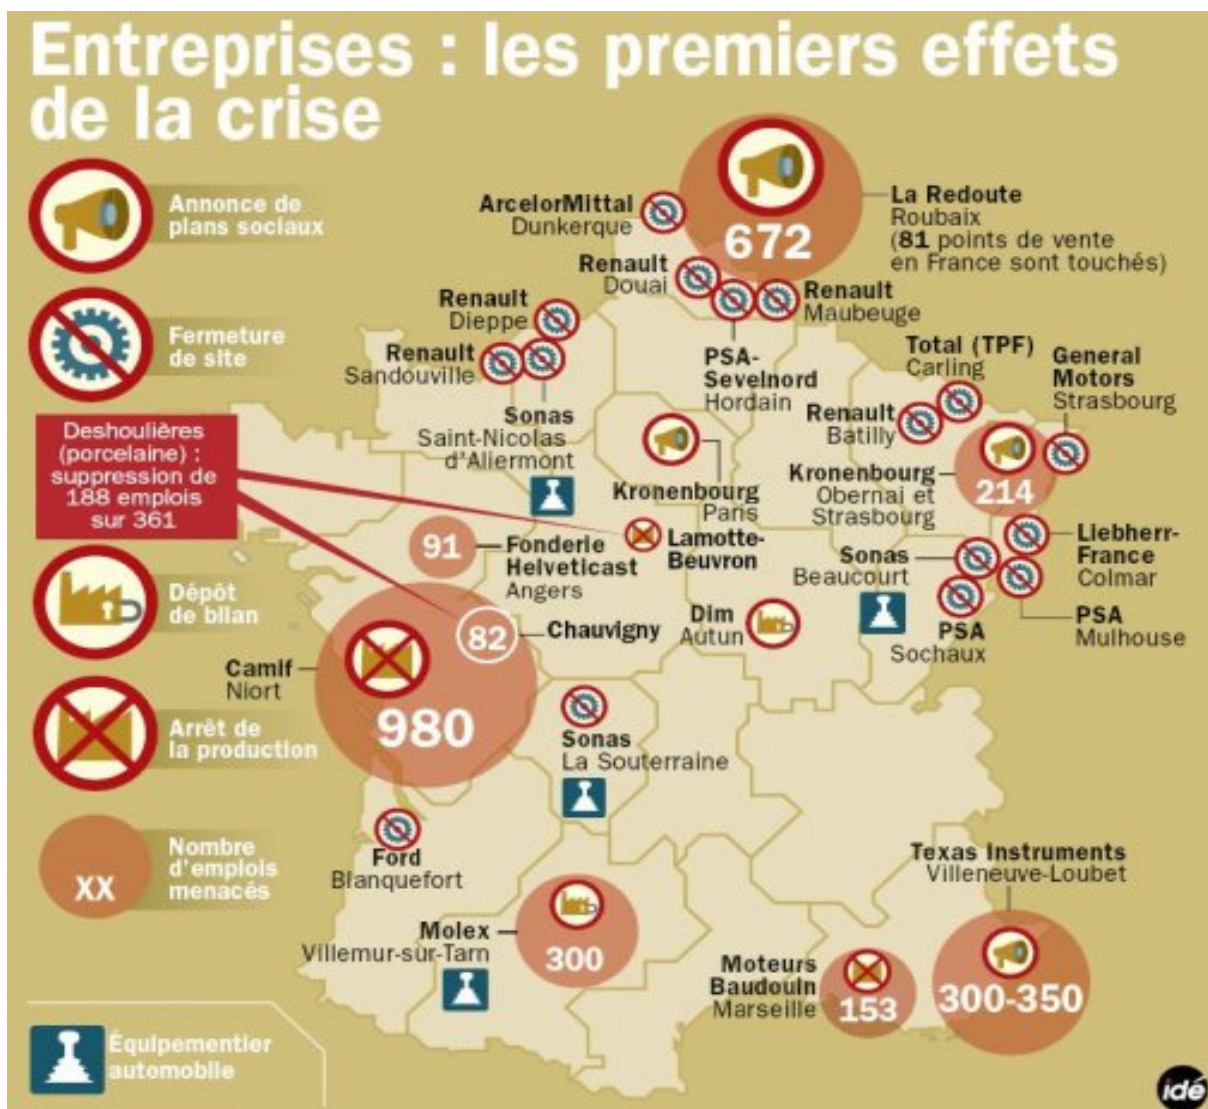 Entreprises : les premiers effets
de la crise
Annonce de
plans sociaux
Fermeture
de site
Deshoulières
(porcelaine) :
suppression de
188 emplois
sur 361
Dépôt
de bilan
Arrêt de
la production
XX
Nombre
d'emplois
menacés
Équipementier
automobile
672
La Redoute
Roubaix
(81 points de vente
en France sont touchés)
ArcelorMittal
Dunkerque
Renault
Douai
Renault
Maubeuge
Renault
Dieppe
Renault
Sandouville
PSA-
Sevelnord
Hordain
Sonas
Saint-Nicolas
d'Aliermont
Total (TPF)
Carling
General
Motors
Strasbourg
Renault
Batilly
Kronenbourg
Paris
Kronenbourg
Obernai et
Strasbourg
214
91
Fonderie
Helveticast
Angers
Lamotte-
Beuvron
Sonas
Beaucourt
Liebherr-
France
Colmar
PSA
Mulhouse
PSA
Sochaux
Dim
Autun
82
Chauvigny
Camif
Niort
980
Sonas
La Souterraine
Ford
Blanquefort
Molex
Villemur-sur-Tarn
300
Texas Instruments
Villeneuve-Loubet
300-350
Moteurs
Baudouin
Marseille
153
idé